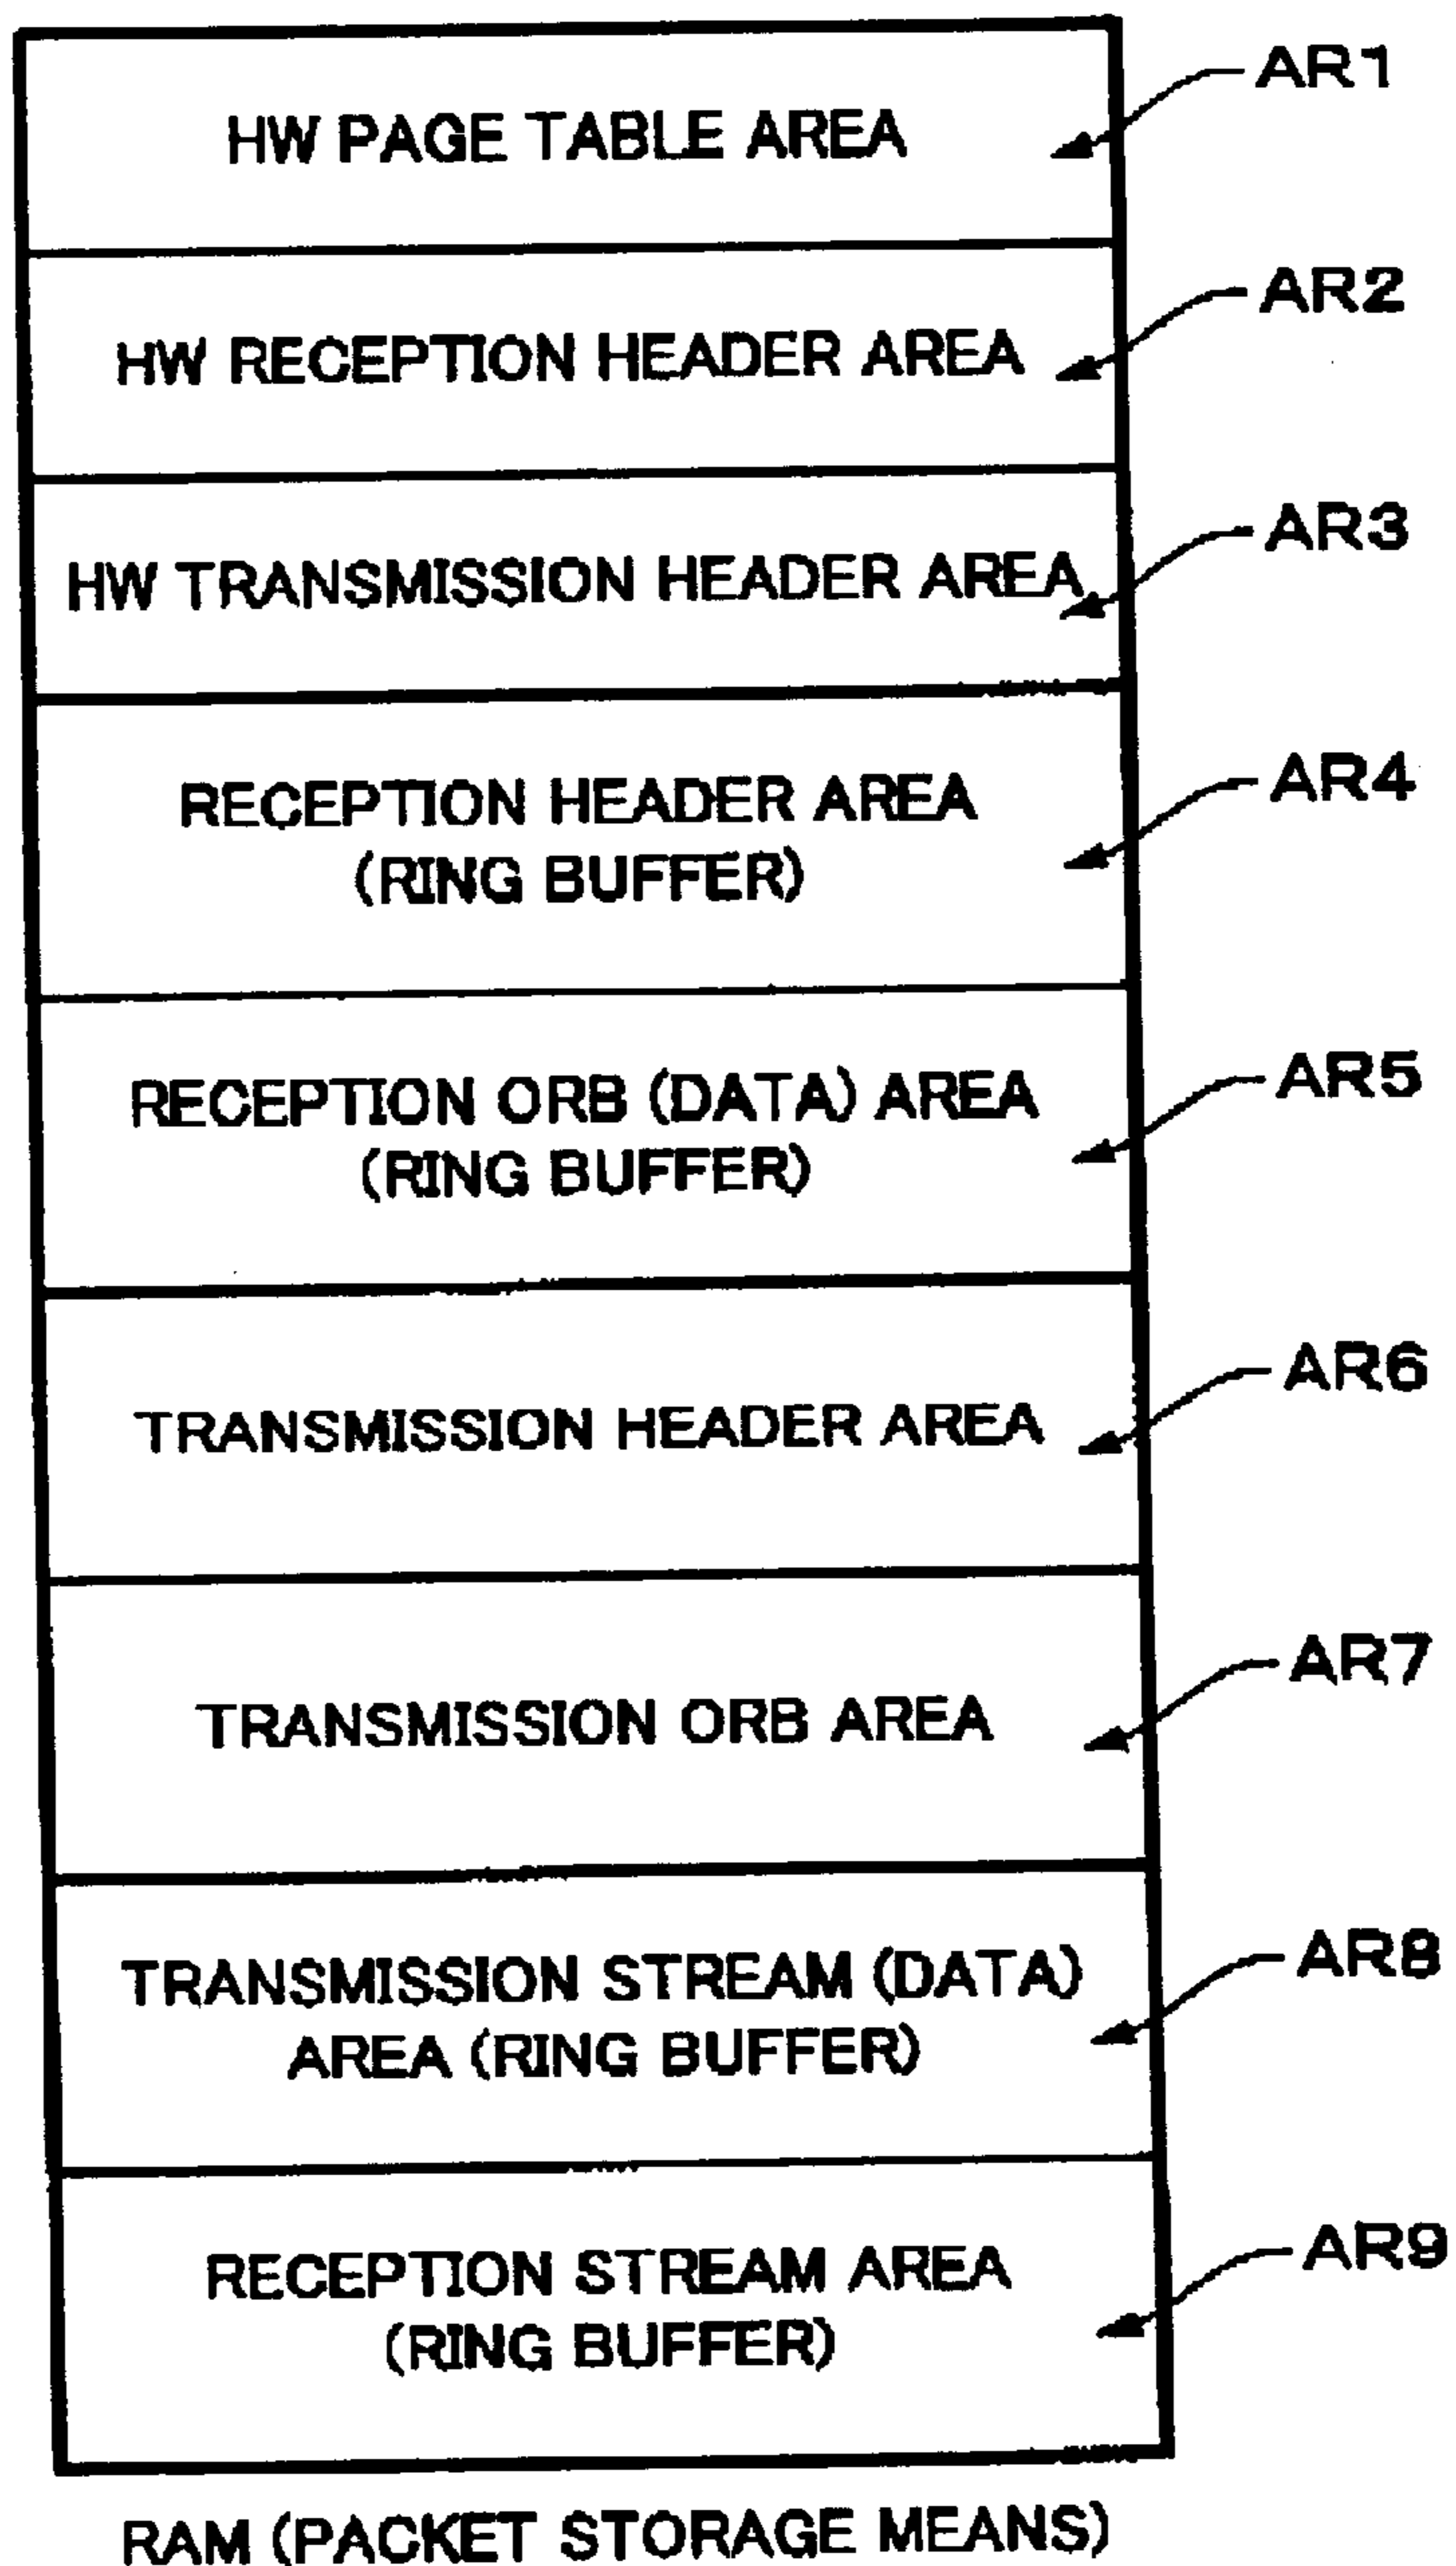 HW PAGE TABLE AREA
AR1
HW RECEPTION HEADER AREA
AR2
HW TRANSMISSION HEADER AREA
AR3
RECEPTION HEADER AREA
(RING BUFFER)
AR4
RECEPTION ORB (DATA) AREA
(RING BUFFER)
AR5
TRANSMISSION HEADER AREA
AR6
TRANSMISSION ORB AREA
AR7
TRANSMISSION STREAM (DATA)
AREA (RING BUFFER)
AR8
RECEPTION STREAM AREA
(RING BUFFER)
AR9
RAM (PACKET STORAGE MEANS)